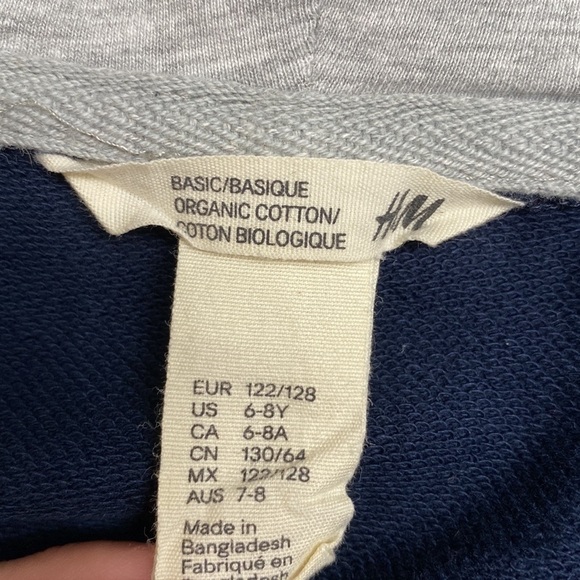 BASIC/BASIQUE
ORGANIC COTTON/
COTON BIOLOGIQUE
H&M
EUR 122/128
US 6-8Y
CA 6-8A
CN 130/64
MX 122/128
AUS 7-8
Made in
Bangladesh
Fabriqué en